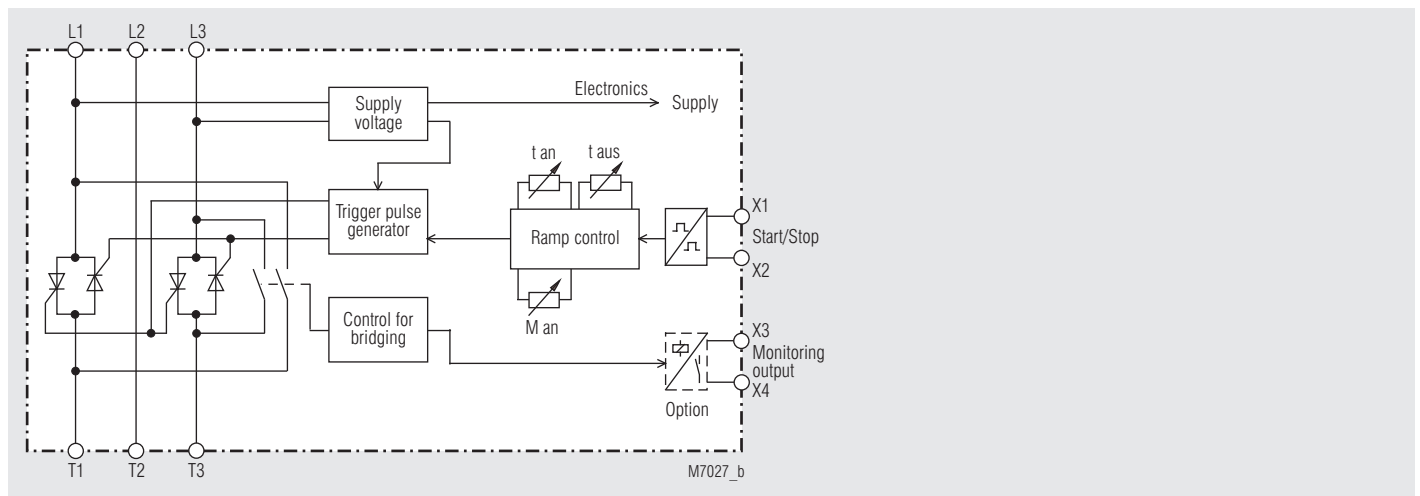 L1 L2 L3
Electronics
Supply
Supply
voltage
t an t aus
Trigger pulse
generator
Ramp control
X1
Start/Stop
X2
M an
Control for
bridging
X3
Monitoring
output
X4
Option
T1 T2 T3
M7027_b